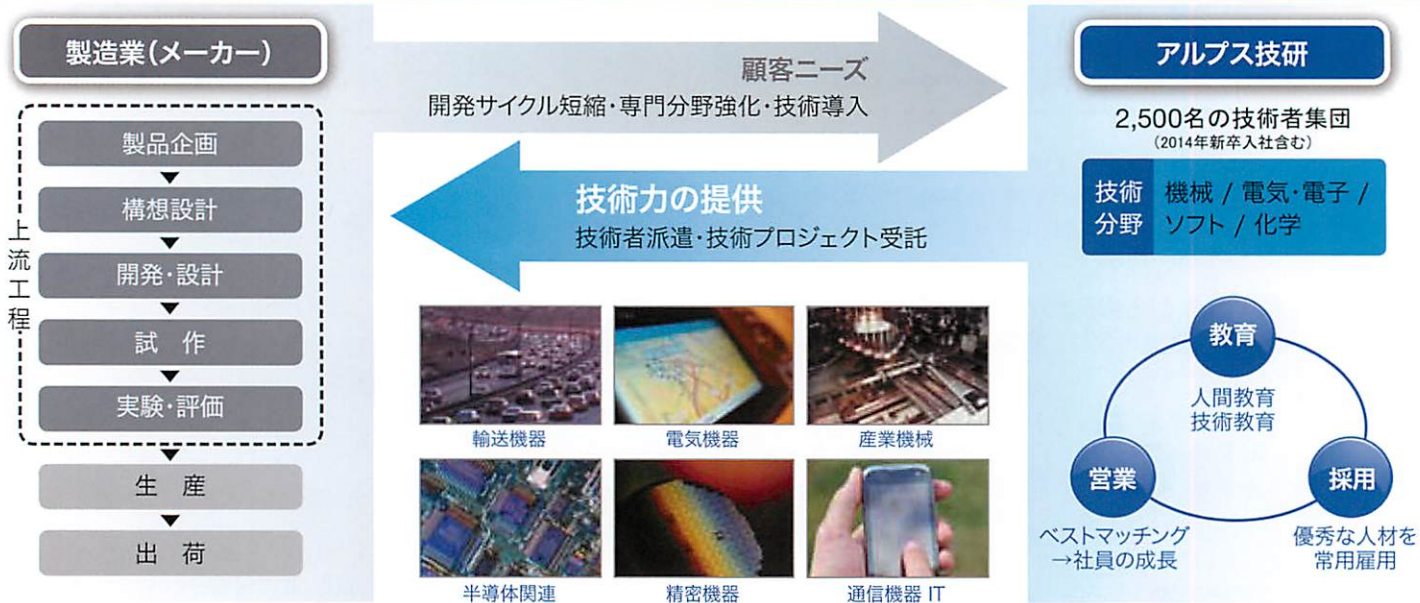 製造業(メーカー)
上流工程
製品企画
構想設計
開発・設計
試 作
実験・評価
生 産
出 荷
顧客ニーズ
開発サイクル短縮・専門分野強化・技術導入
技術力の提供
技術者派遣・技術プロジェクト受託
輸送機器
電気機器
産業機械
半導体関連
精密機器
通信機器 IT
アルプス技研
2,500名の技術者集団
(2014年新卒入社含む)
技術
分野
機械 / 電気・電子 /
ソフト / 化学
教育
人間教育
技術教育
営業
ベストマッチング
→社員の成長
採用
優秀な人材を
常用雇用